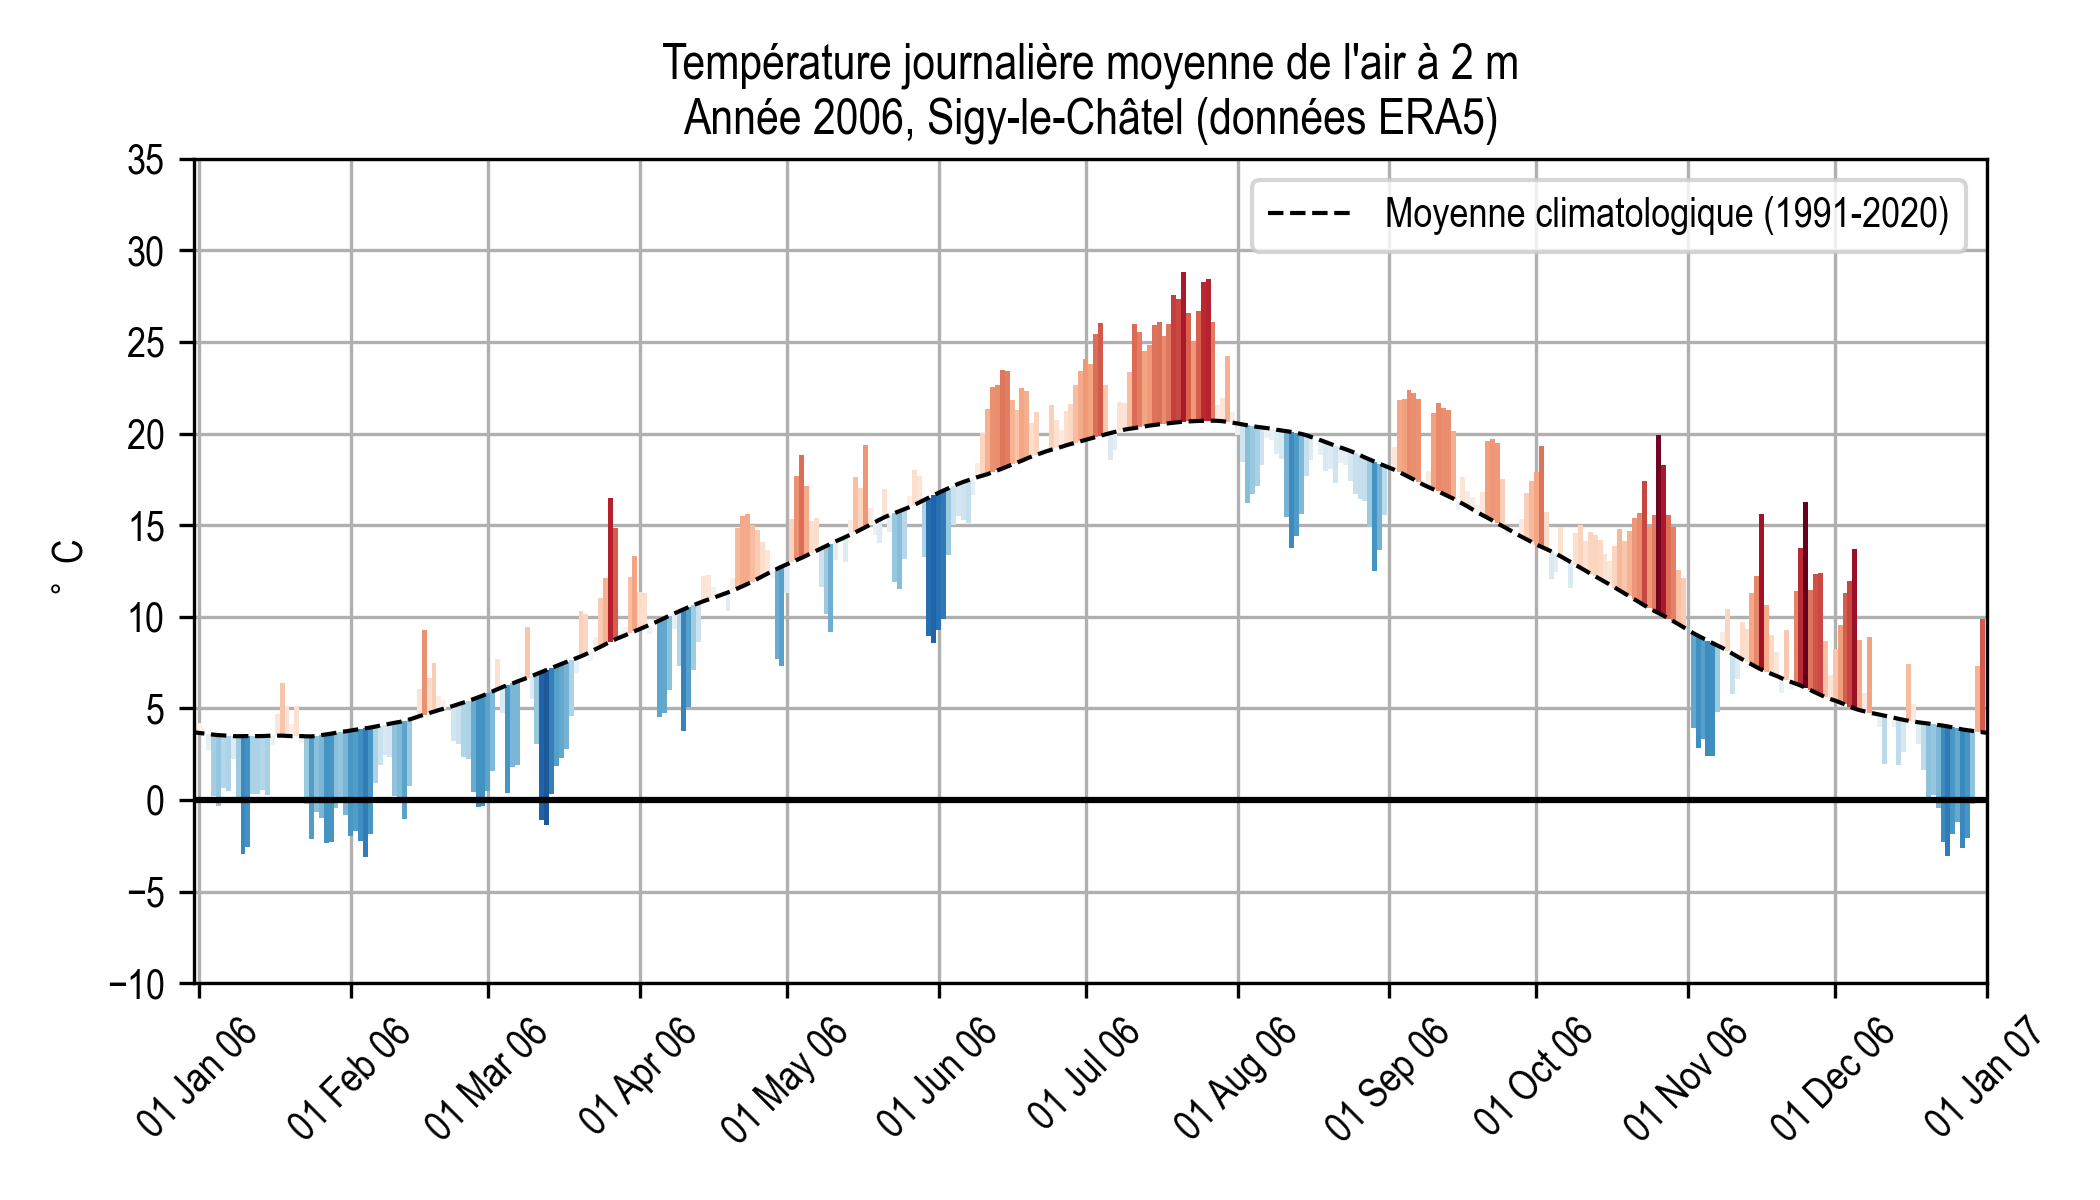 Température journalière moyenne de l'air à 2 m
Année 2006, Sigy-le-Châtel (données ERA5)
Moyenne climatologique (1991-2020)
35
30
25
20
15
10
5
0
−5
−10
° C
01 Jan 06
01 Feb 06
01 Mar 06
01 Apr 06
01 May 06
01 Jun 06
01 Jul 06
01 Aug 06
01 Sep 06
01 Oct 06
01 Nov 06
01 Dec 06
01 Jan 07